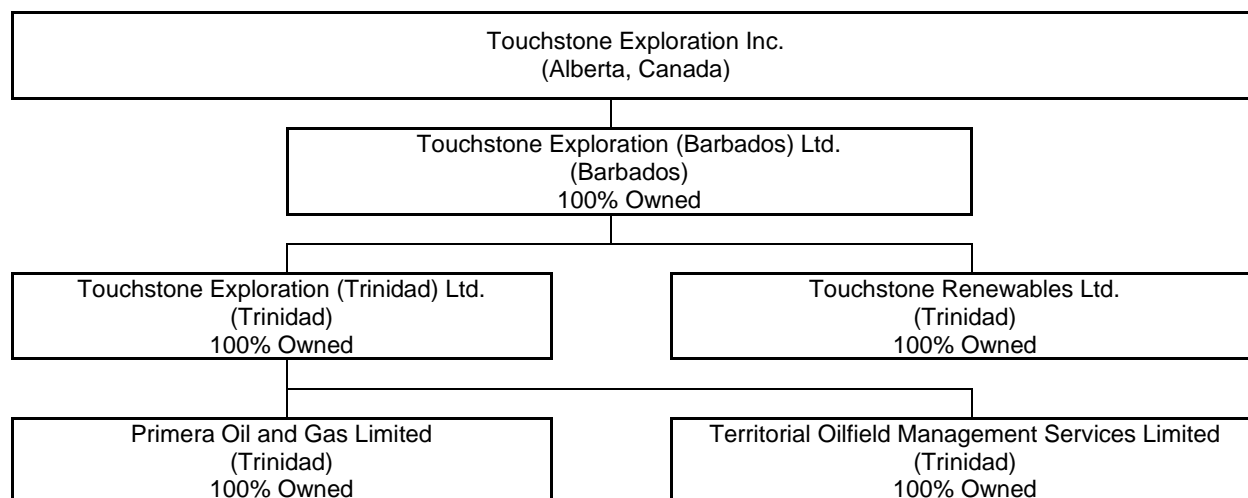 Touchstone Exploration Inc.
(Alberta, Canada)
Touchstone Exploration (Barbados) Ltd.
(Barbados)
100% Owned
Touchstone Exploration (Trinidad) Ltd.
(Trinidad)
100% Owned
Touchstone Renewables Ltd.
(Trinidad)
100% Owned
Primera Oil and Gas Limited
(Trinidad)
100% Owned
Territorial Oilfield Management Services Limited
(Trinidad)
100% Owned